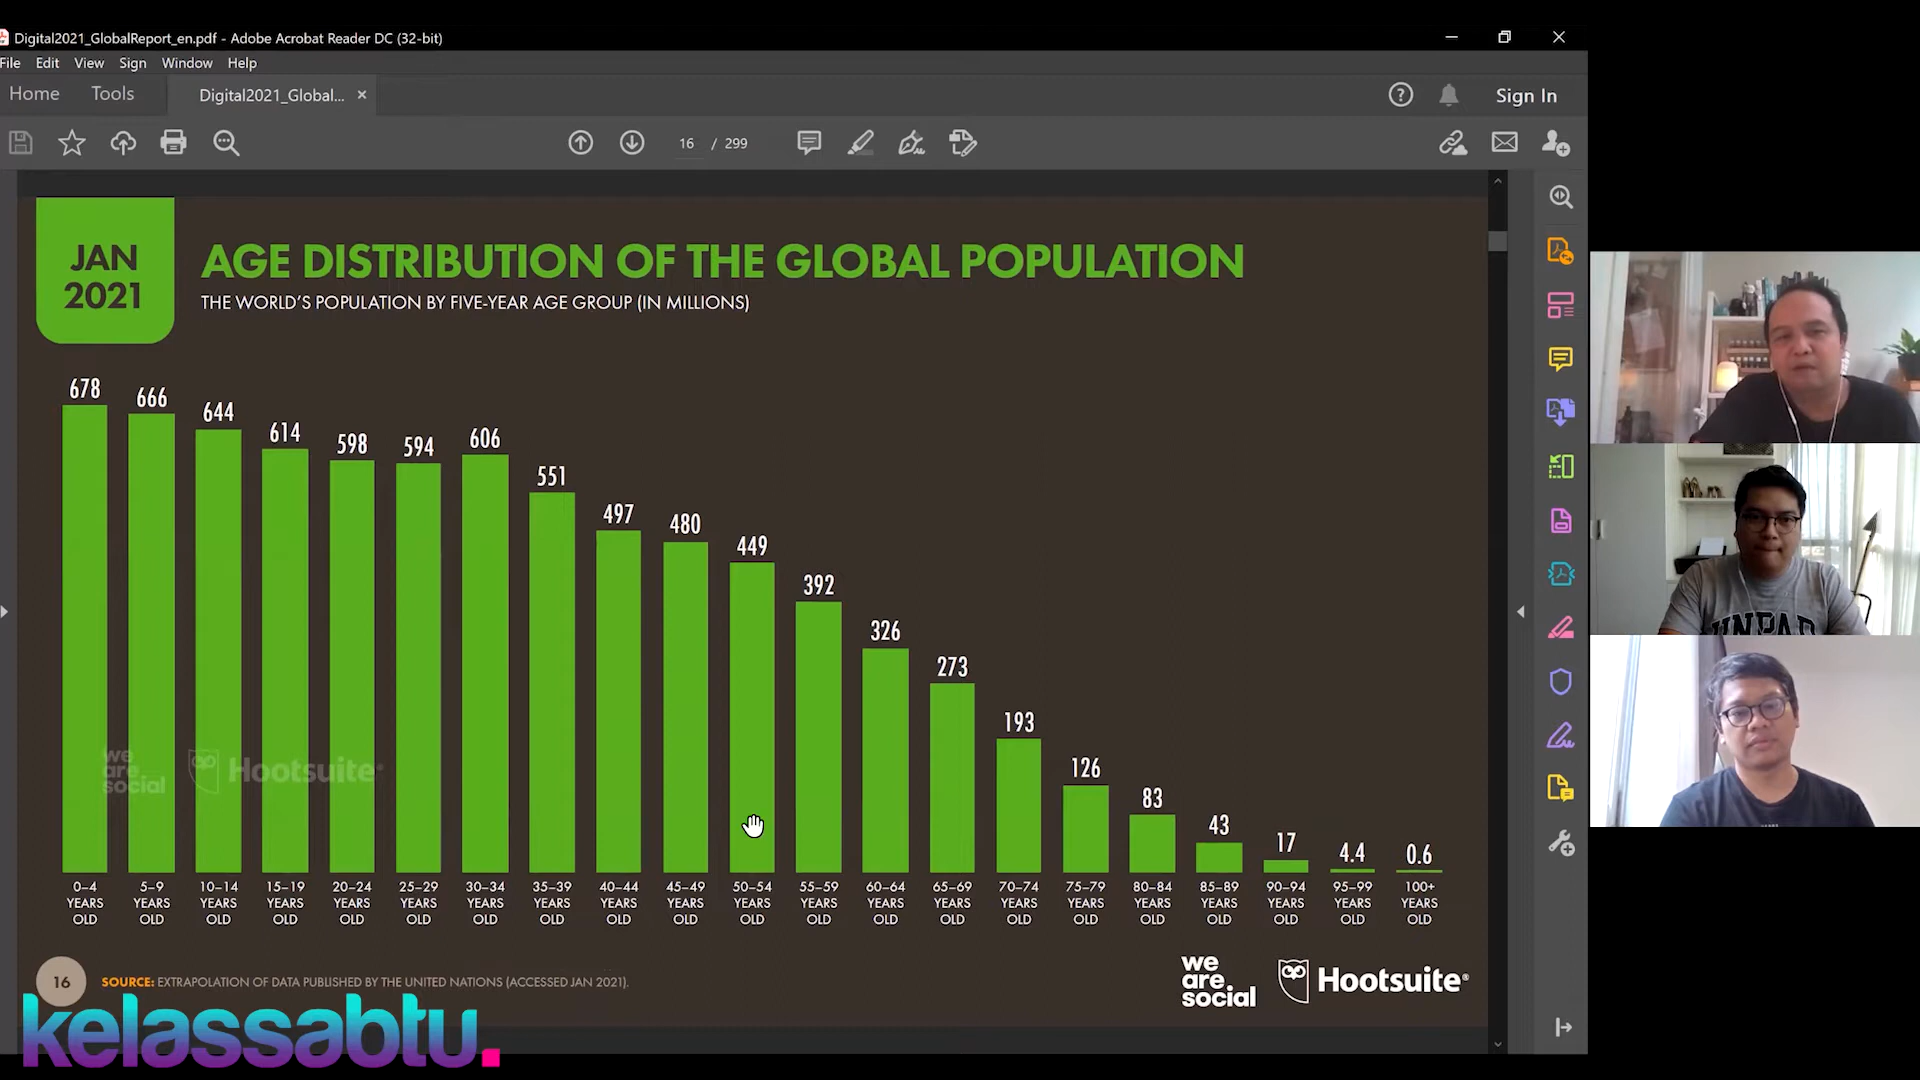 Digital2021_GlobalReport_en.pdf - Adobe Acrobat Reader DC (32-bit)
File Edit View Sign Window Help
Home Tools Digital2021_Global... Sign In
16 / 299
JAN
2021
AGE DISTRIBUTION OF THE GLOBAL POPULATION
THE WORLD'S POPULATION BY FIVE-YEAR AGE GROUP (IN MILLIONS)
678 666 644 614 598 594 606 551 497 480 449 392 326 273 193 126 83 43 17 4.4 0.6
we
are
social
Hootsuite®
0–4 5–9 10–14 15–19 20–24 25–29 30–34 35–39 40–44 45–49 50–54 55–59 60–64 65–69 70–74 75–79 80–84 85–89 90–94 95–99 100+
YEARS YEARS YEARS YEARS YEARS YEARS YEARS YEARS YEARS YEARS YEARS YEARS YEARS YEARS YEARS YEARS YEARS YEARS YEARS YEARS YEARS
OLD OLD OLD OLD OLD OLD OLD OLD OLD OLD OLD OLD OLD OLD OLD OLD OLD OLD OLD OLD OLD
16 SOURCE: EXTRAPOLATION OF DATA PUBLISHED BY THE UNITED NATIONS (ACCESSED JAN 2021).
we
are
social
Hootsuite®
kelassabtu.
UNPAD